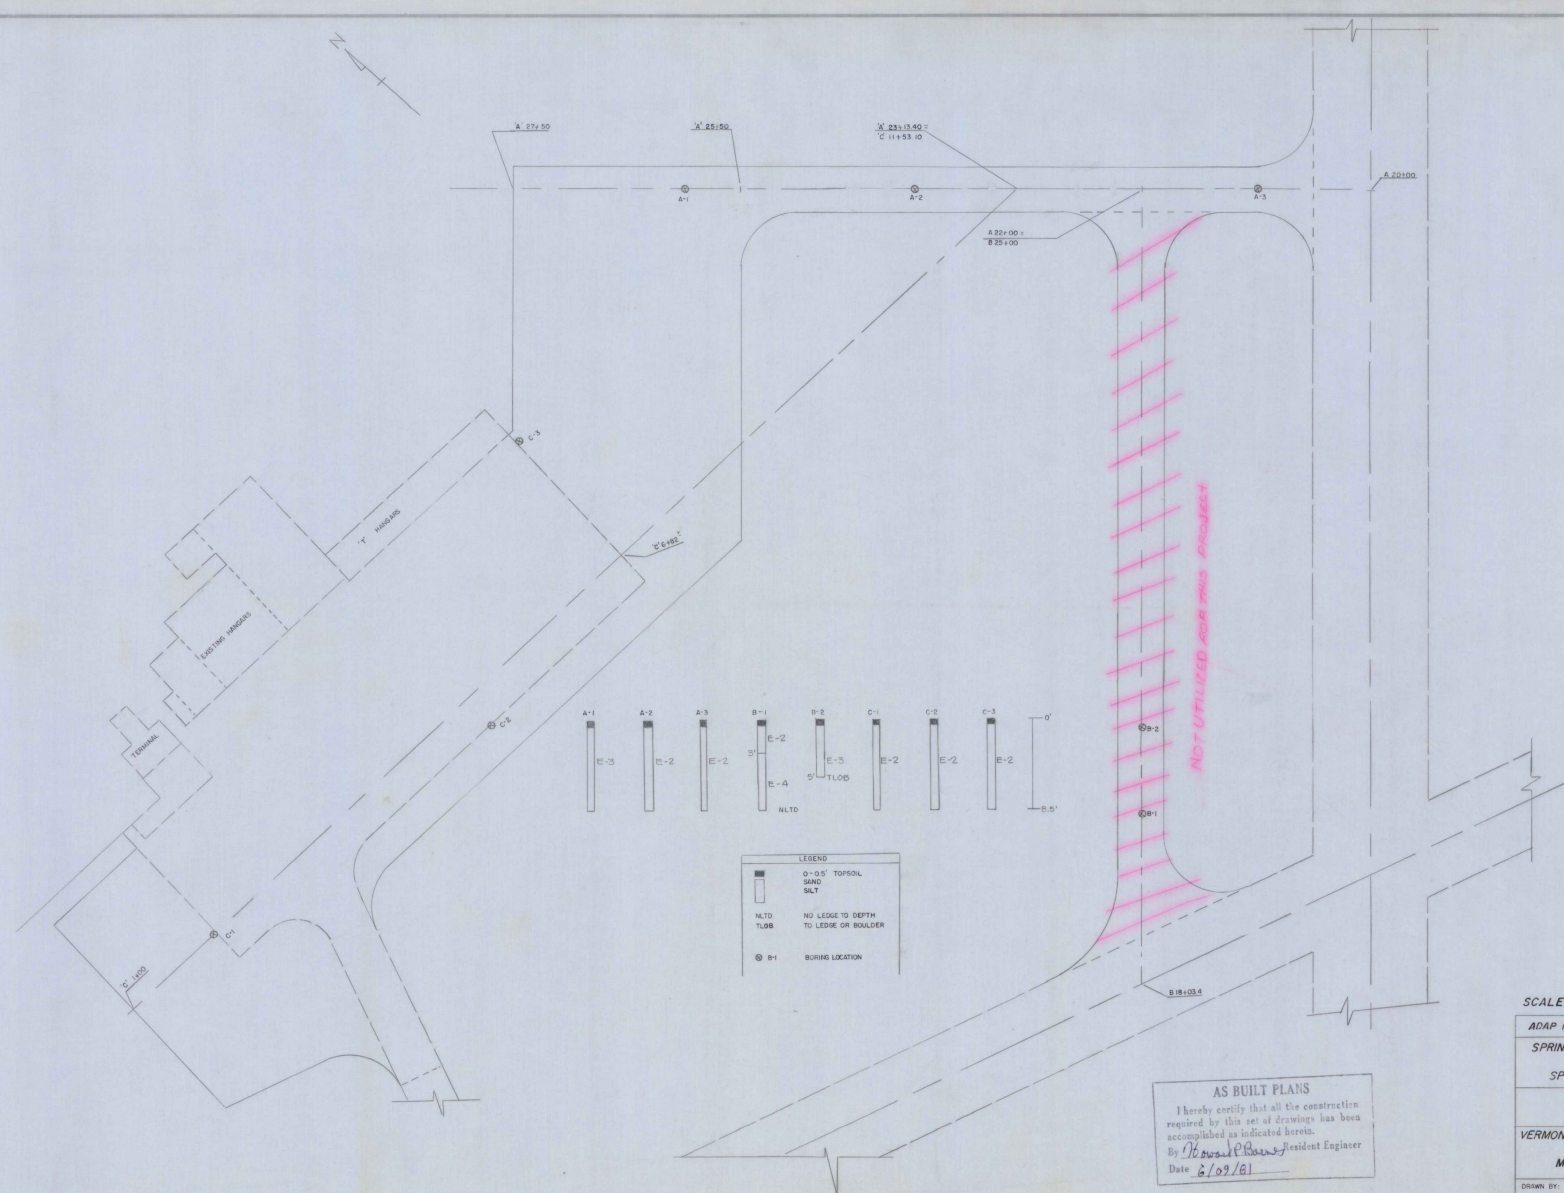 N
'A' 27+50
'A' 25+50
'A' 23+13.40 =
'C' 11+53.10
A 20+00
A-1
A-2
A-3
A 22+00 =
B 25+00
C-3
'T' HANGARS
'C' 6+82
EXISTING HANGARS
TERMINAL
C-2
C-1
'C' 1+00
NOT UTILIZED FOR THIS PROJECT
B-2
B-1
B 18+03.4
A-1 A-2 A-3 B-1 B-2 C-1 C-2 C-3
0'
E-2
3'
E-3 E-2 E-2 E-3 E-2 E-2 E-2
5' TLOB
E-4
NLTD
8.5'
LEGEND
0-0.5' TOPSOIL
SAND
SILT
NLTD NO LEDGE TO DEPTH
TLOB TO LEDGE OR BOULDER
B-1 BORING LOCATION
AS BUILT PLANS
I hereby certify that all the construction
required by this set of drawings has been
accomplished as indicated herein.
By Howard P Barnes Resident Engineer
Date 6/09/81
SCALE
ADAP
SPRIN
SP
VERMON
M
DRAWN BY: